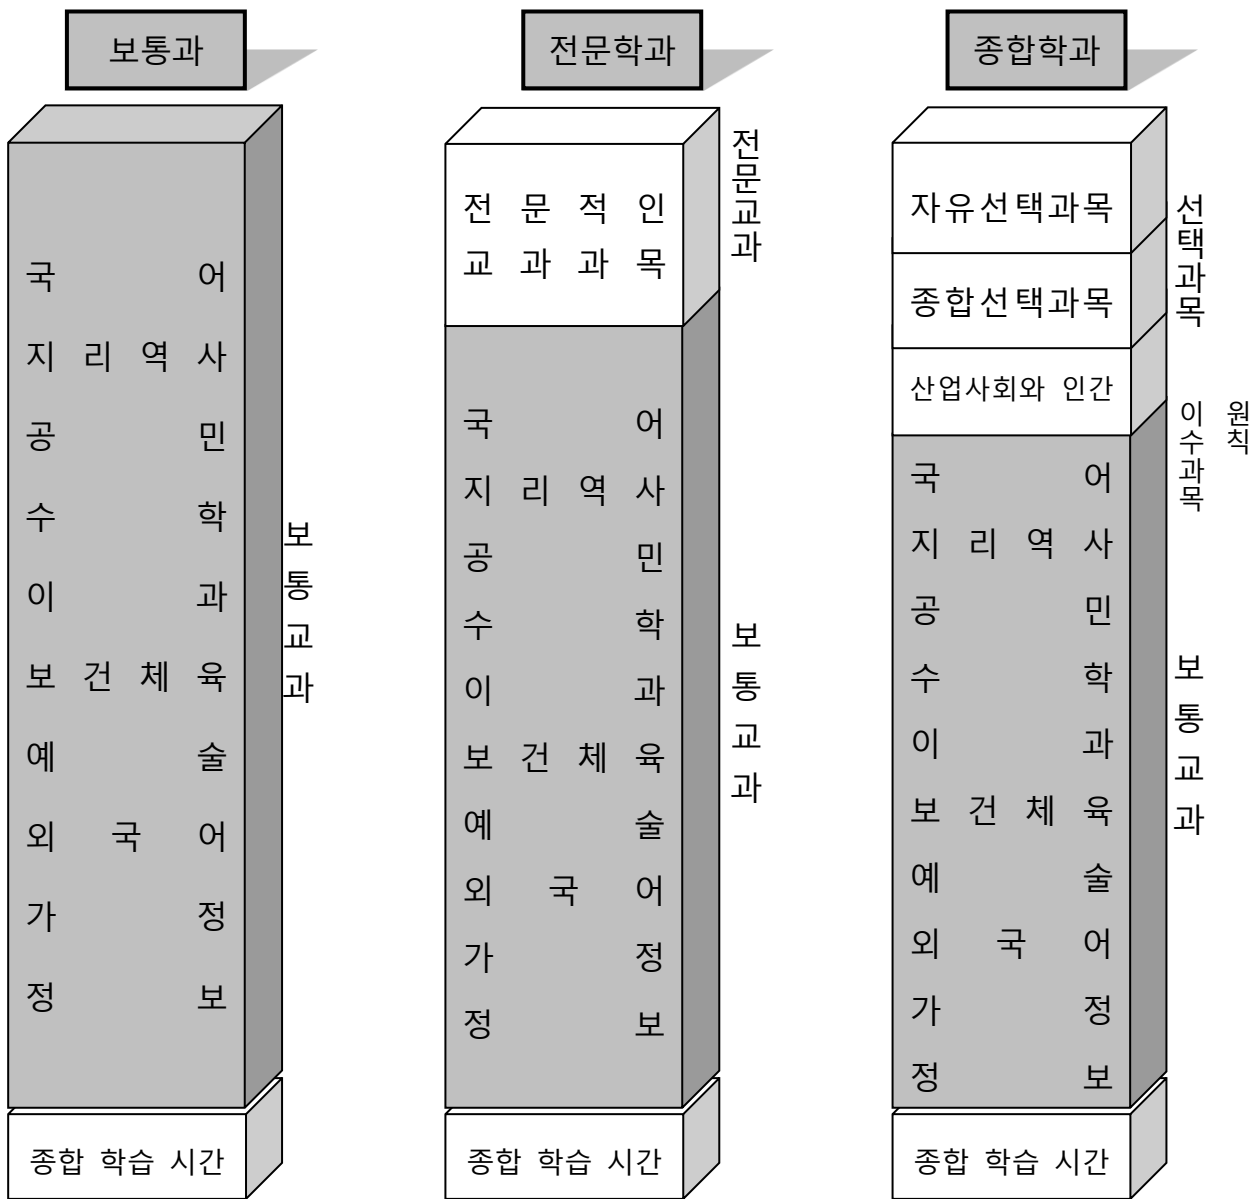 보통과
국어
지리역사
공민
수학
이과
보건체육
예술
외국어
가정
정보
종합 학습 시간
보통교과
전문학과
전문적인
교과과목
국어
지리역사
공민
수학
이과
보건체육
예술
외국어
가정
정보
종합 학습 시간
전문교과
보통교과
종합학과
자유선택과목
종합선택과목
산업사회와 인간
국어
지리역사
공민
수학
이과
보건체육
예술
외국어
가정
정보
종합 학습 시간
선택과목
원칙
이수과목
보통교과